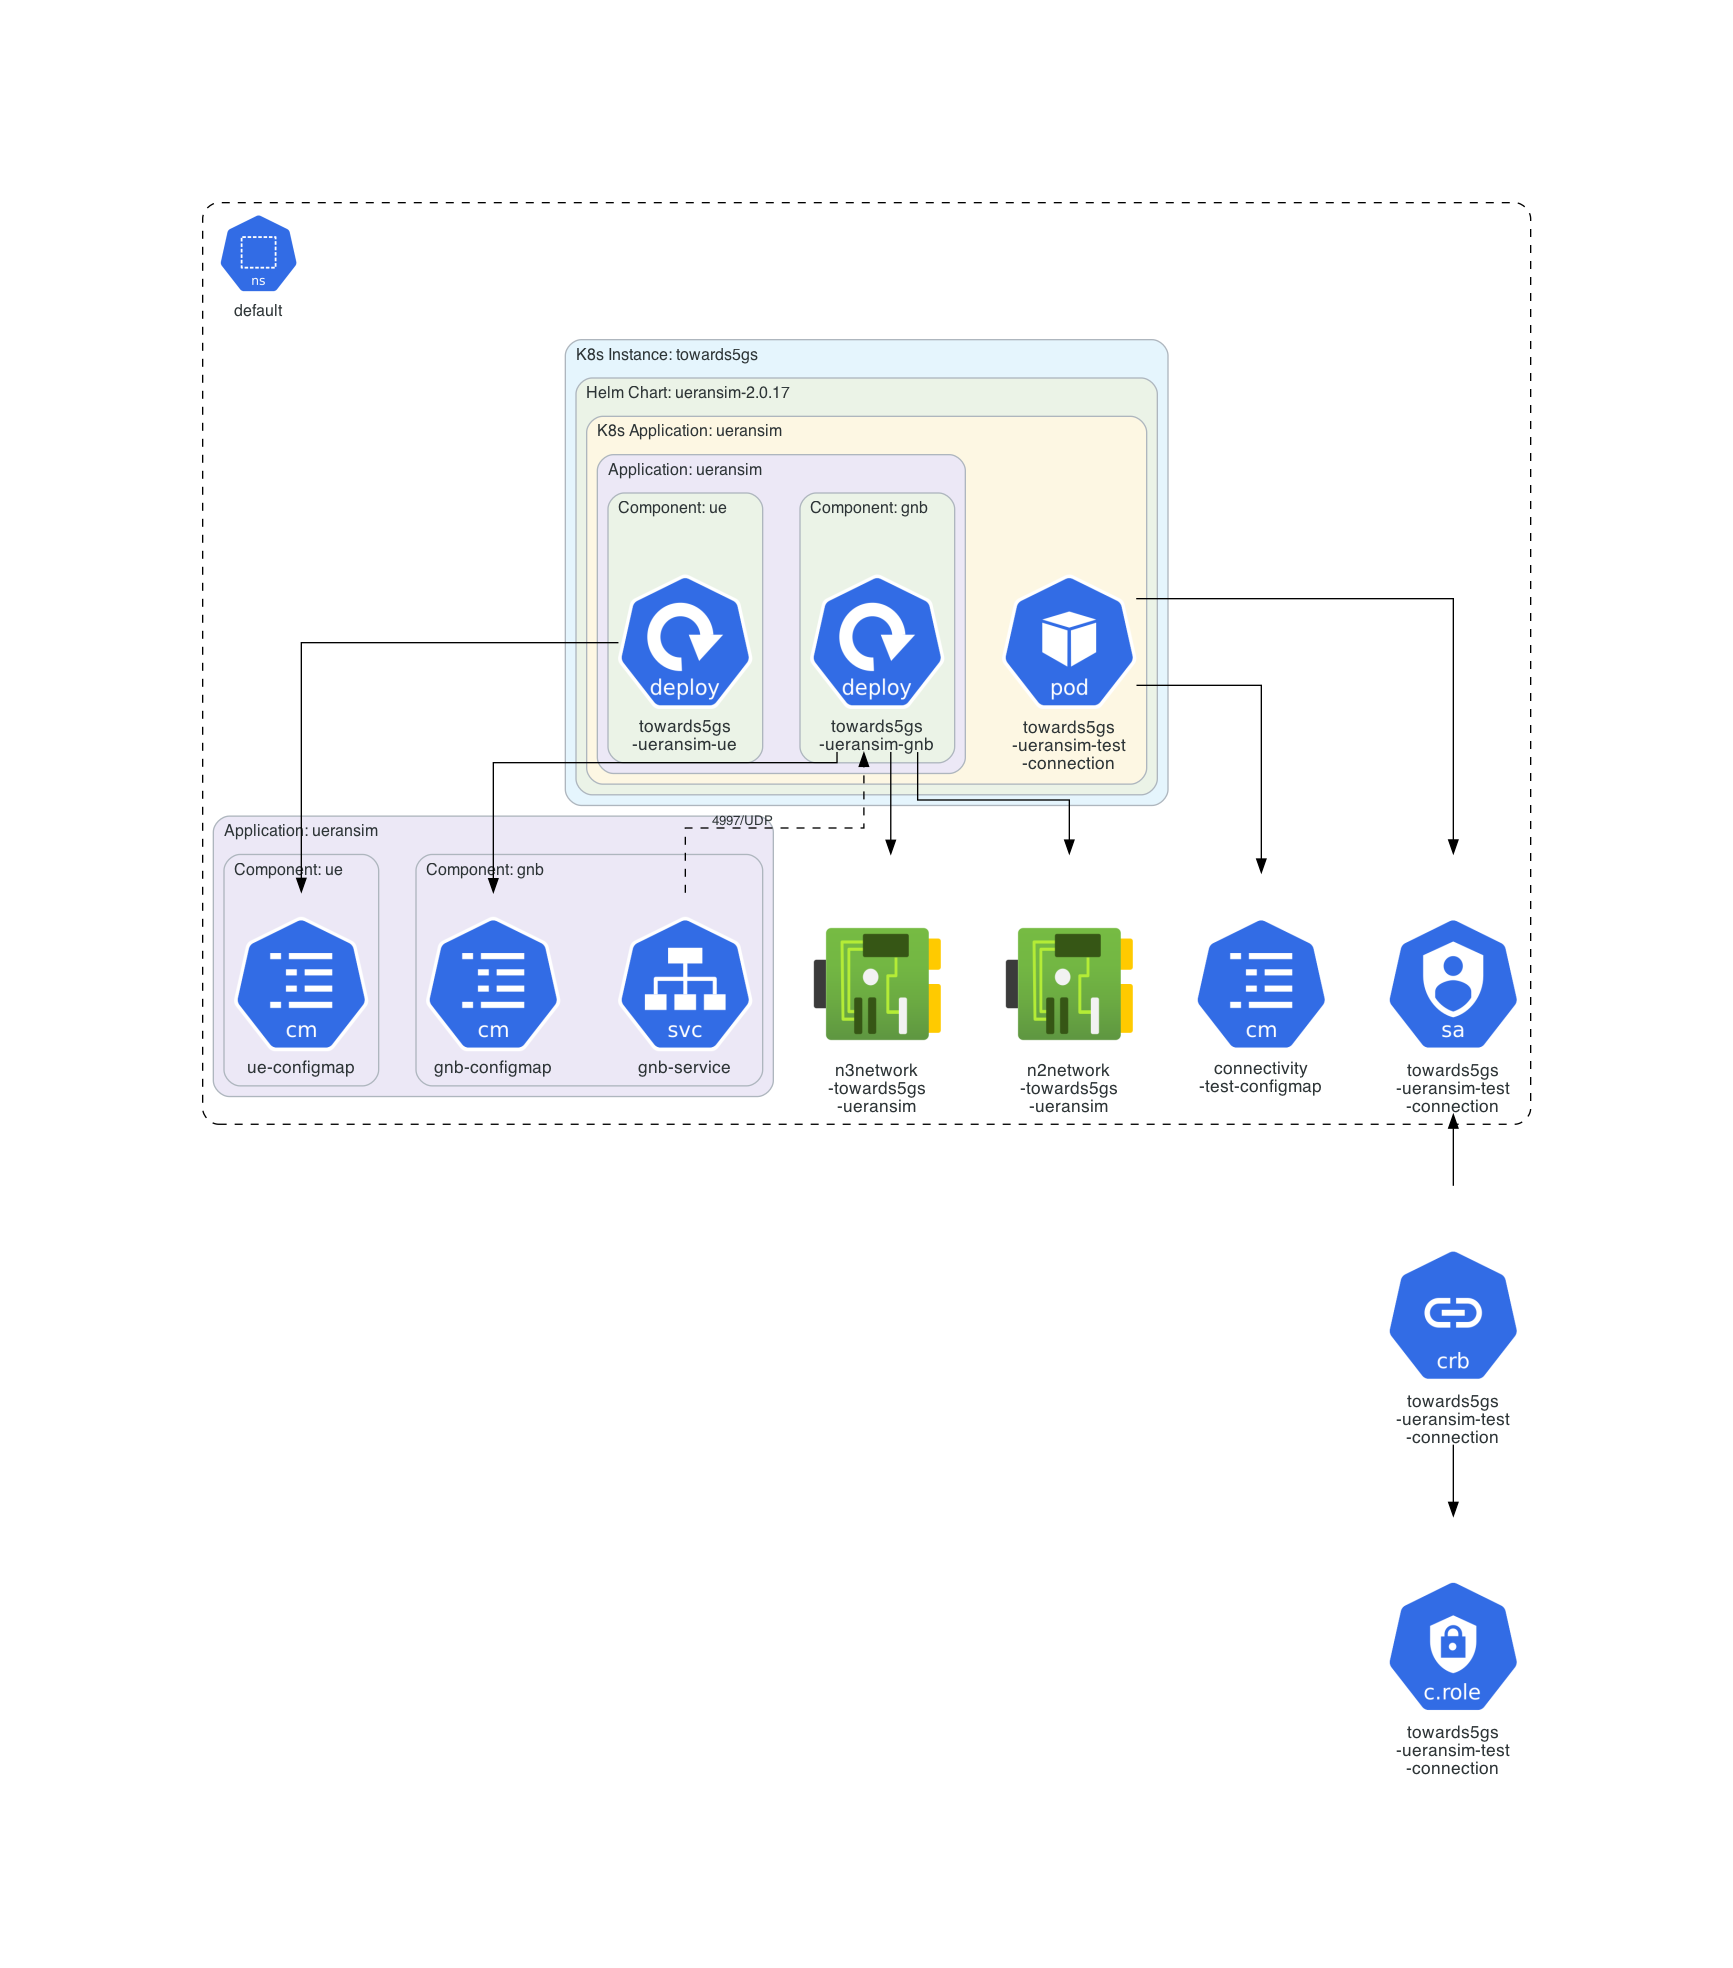 ns
default
K8s Instance: towards5gs
Helm Chart: ueransim-2.0.17
K8s Application: ueransim
Application: ueransim
Component: ue
Component: gnb
deploy
towards5gs
-ueransim-ue
deploy
towards5gs
-ueransim-gnb
pod
towards5gs
-ueransim-test
-connection
4997/UDP
Application: ueransim
Component: ue
Component: gnb
cm
ue-configmap
cm
gnb-configmap
svc
gnb-service
n3network
-towards5gs
-ueransim
n2network
-towards5gs
-ueransim
cm
connectivity
-test-configmap
sa
towards5gs
-ueransim-test
-connection
crb
towards5gs
-ueransim-test
-connection
c.role
towards5gs
-ueransim-test
-connection